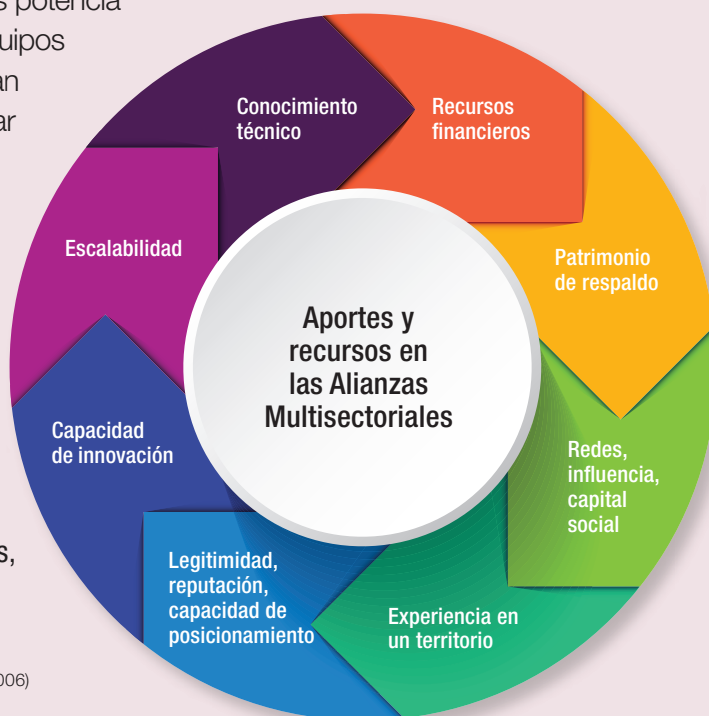 s potencia
uipos
an
ar
Conocimiento
técnico
Recursos
financieros
Patrimonio
de respaldo
Redes,
influencia,
capital
social
Experiencia en
un territorio
Legitimidad,
reputación,
capacidad de
posicionamiento
Capacidad
de innovación
Escalabilidad
Aportes y
recursos en
las Alianzas
Multisectoriales
s,
006)